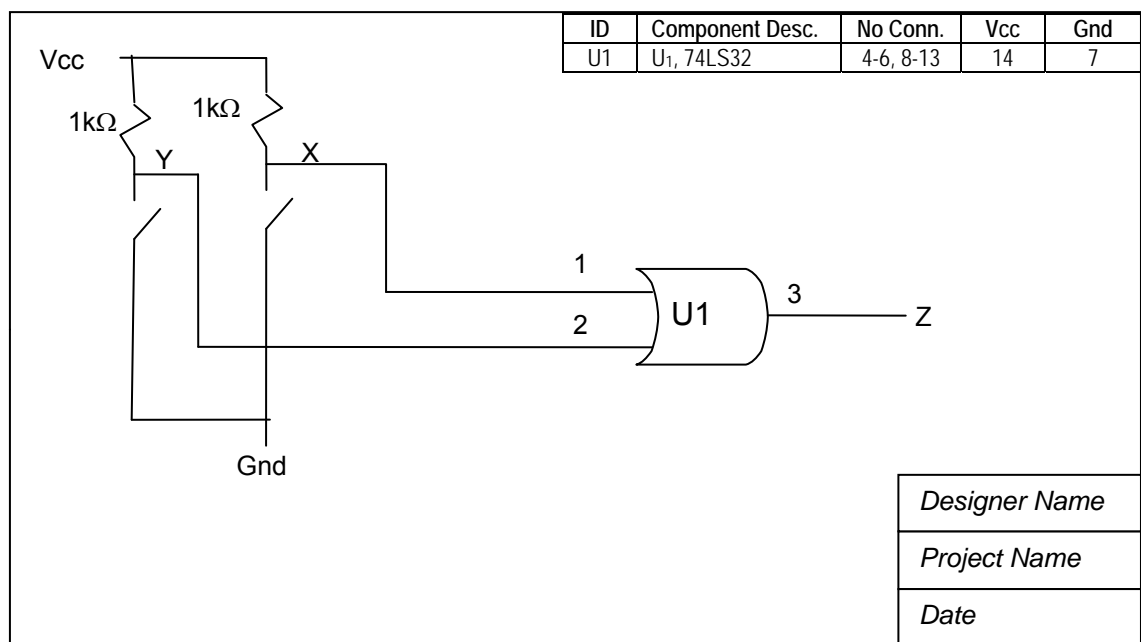 ID Component Desc. No Conn. Vcc Gnd
U1 U1, 74LS32 4-6, 8-13 14 7
Vcc
1kΩ 1kΩ
Y X
1
2
U1
3
Z
Gnd
Designer Name
Project Name
Date